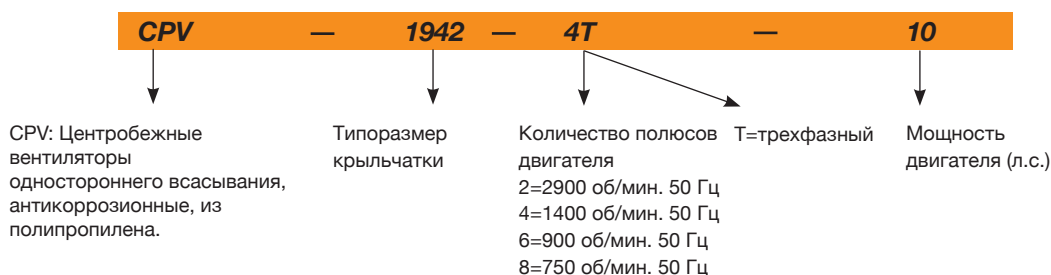 CPV — 1942 — 4T — 10
CPV: Центробежные
вентиляторы
одностороннего всасывания,
антикоррозионные, из
полипропилена.
Типоразмер
крыльчатки
Количество полюсов
двигателя
2=2900 об/мин. 50 Гц
4=1400 об/мин. 50 Гц
6=900 об/мин. 50 Гц
8=750 об/мин. 50 Гц
Т=трехфазный
Мощность
двигателя (л.с.)